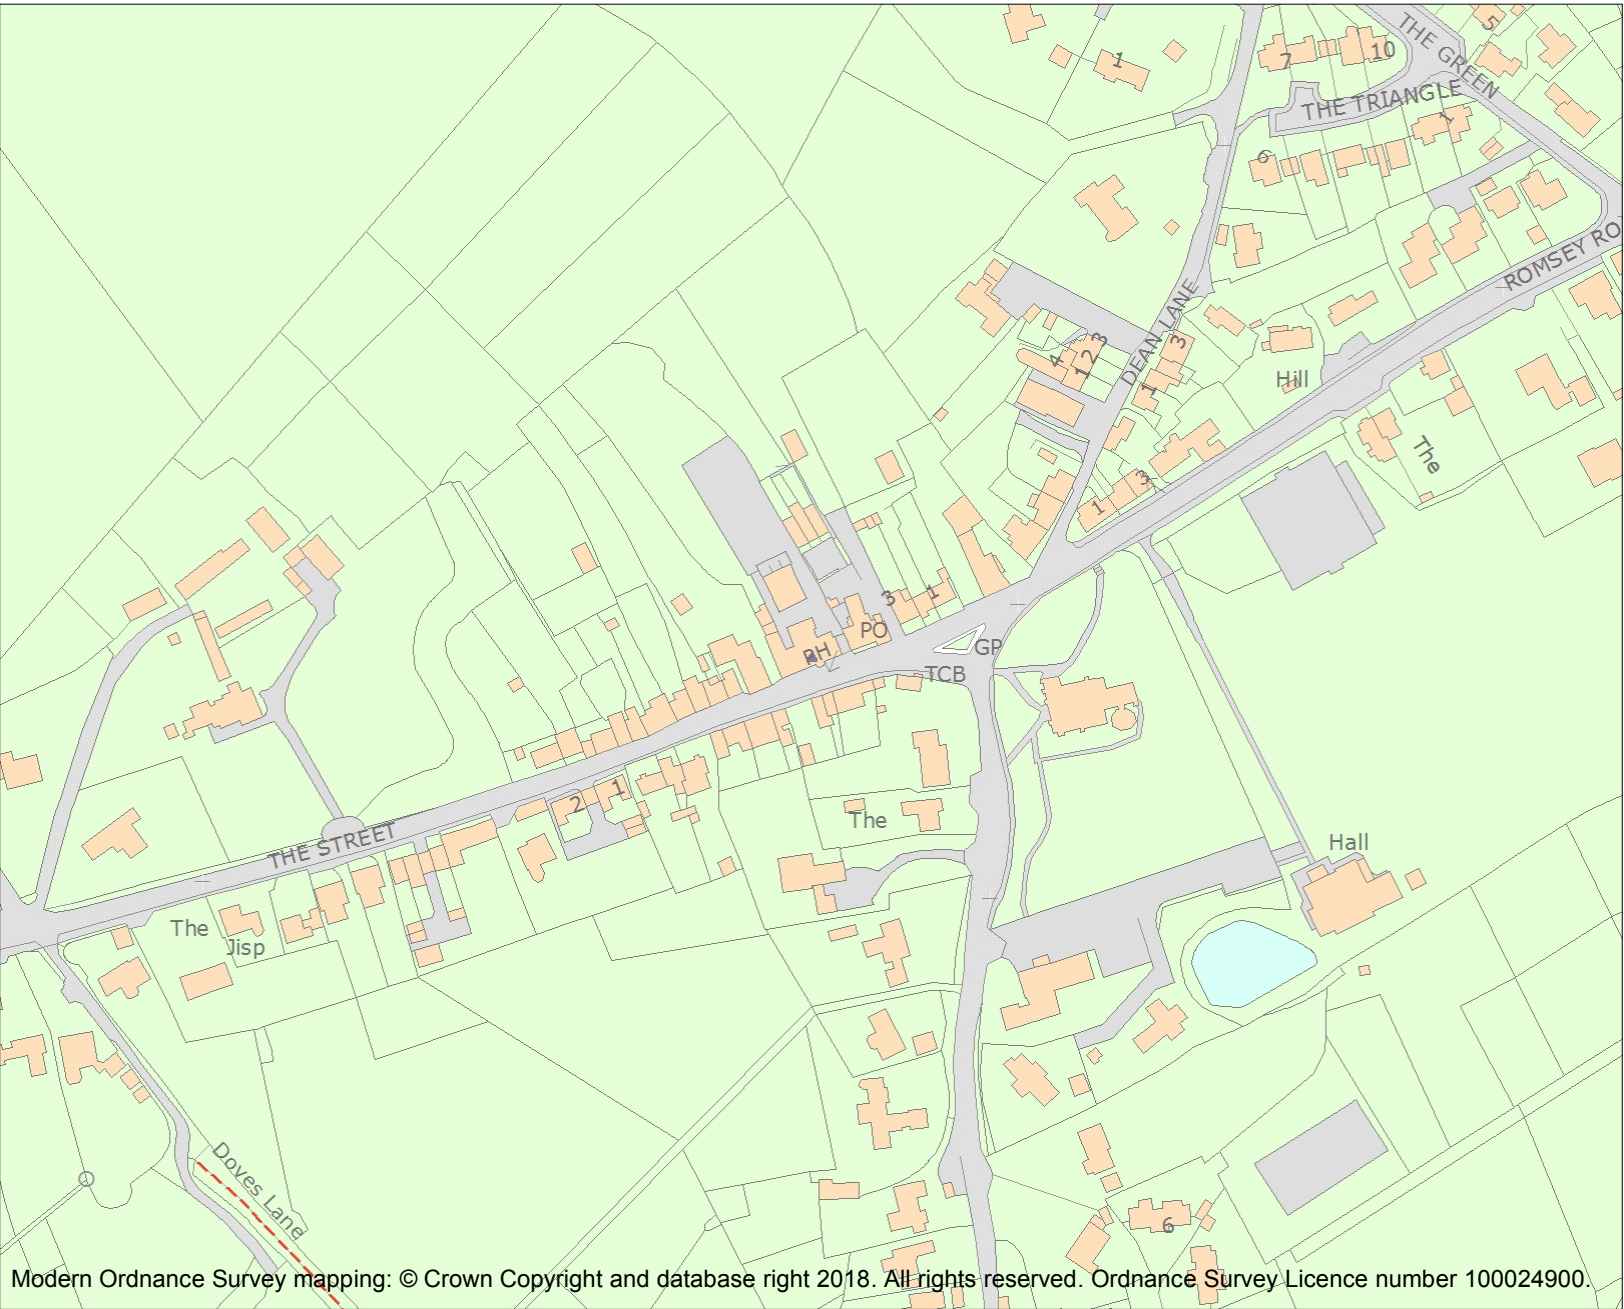 THE GREEN
5
1
7
10
THE TRIANGLE
1
6
ROMSEY RO
DEAN LANE
3
2
1
4
3
1
Hill
The
3
1
3
1
PO
PH
GP
TCB
2
1
The
THE STREET
Hall
The
Jisp
Doves Lane
6
Modern Ordnance Survey mapping: © Crown Copyright and database right 2018. All rights reserved. Ordnance Survey Licence number 100024900.